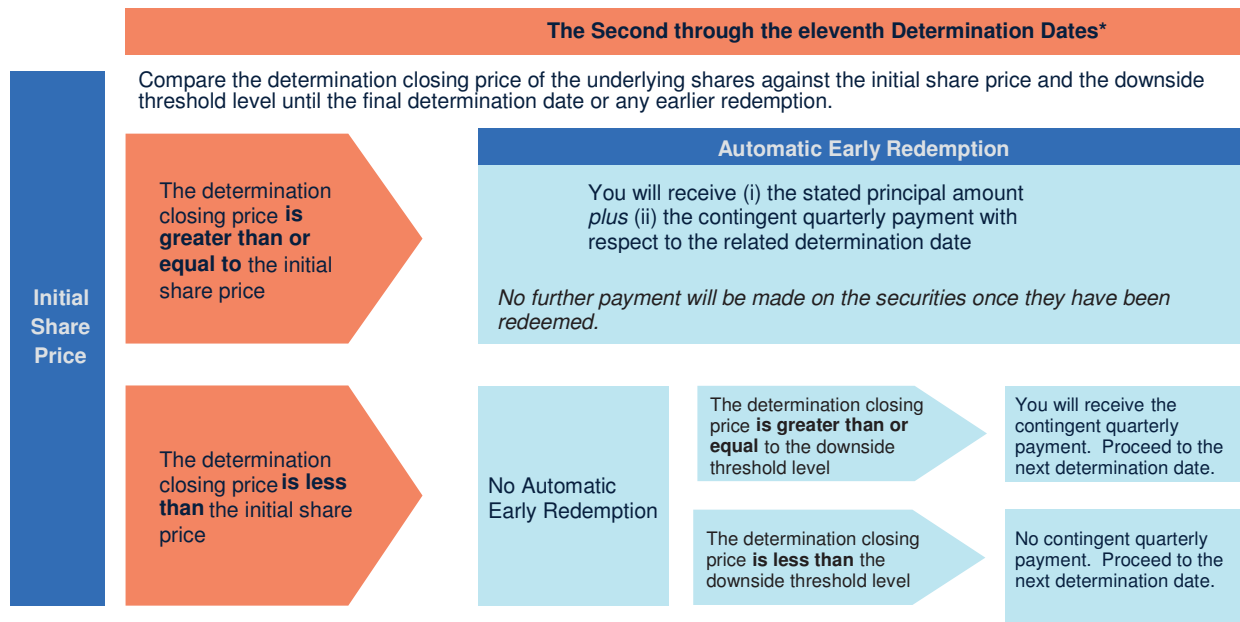 The Second through the eleventh Determination Dates*
Compare the determination closing price of the underlying shares against the initial share price and the downside
threshold level until the final determination date or any earlier redemption.
Initial
Share
Price
The determination
closing price is
greater than or
equal to the initial
share price
Automatic Early Redemption
You will receive (i) the stated principal amount
plus (ii) the contingent quarterly payment with
respect to the related determination date
No further payment will be made on the securities once they have been
redeemed.
The determination
closing price is less
than the initial share
price
No Automatic
Early Redemption
The determination closing
price is greater than or
equal to the downside
threshold level
You will receive the
contingent quarterly
payment. Proceed to the
next determination date.
The determination closing
price is less than the
downside threshold level
No contingent quarterly
payment. Proceed to the
next determination date.